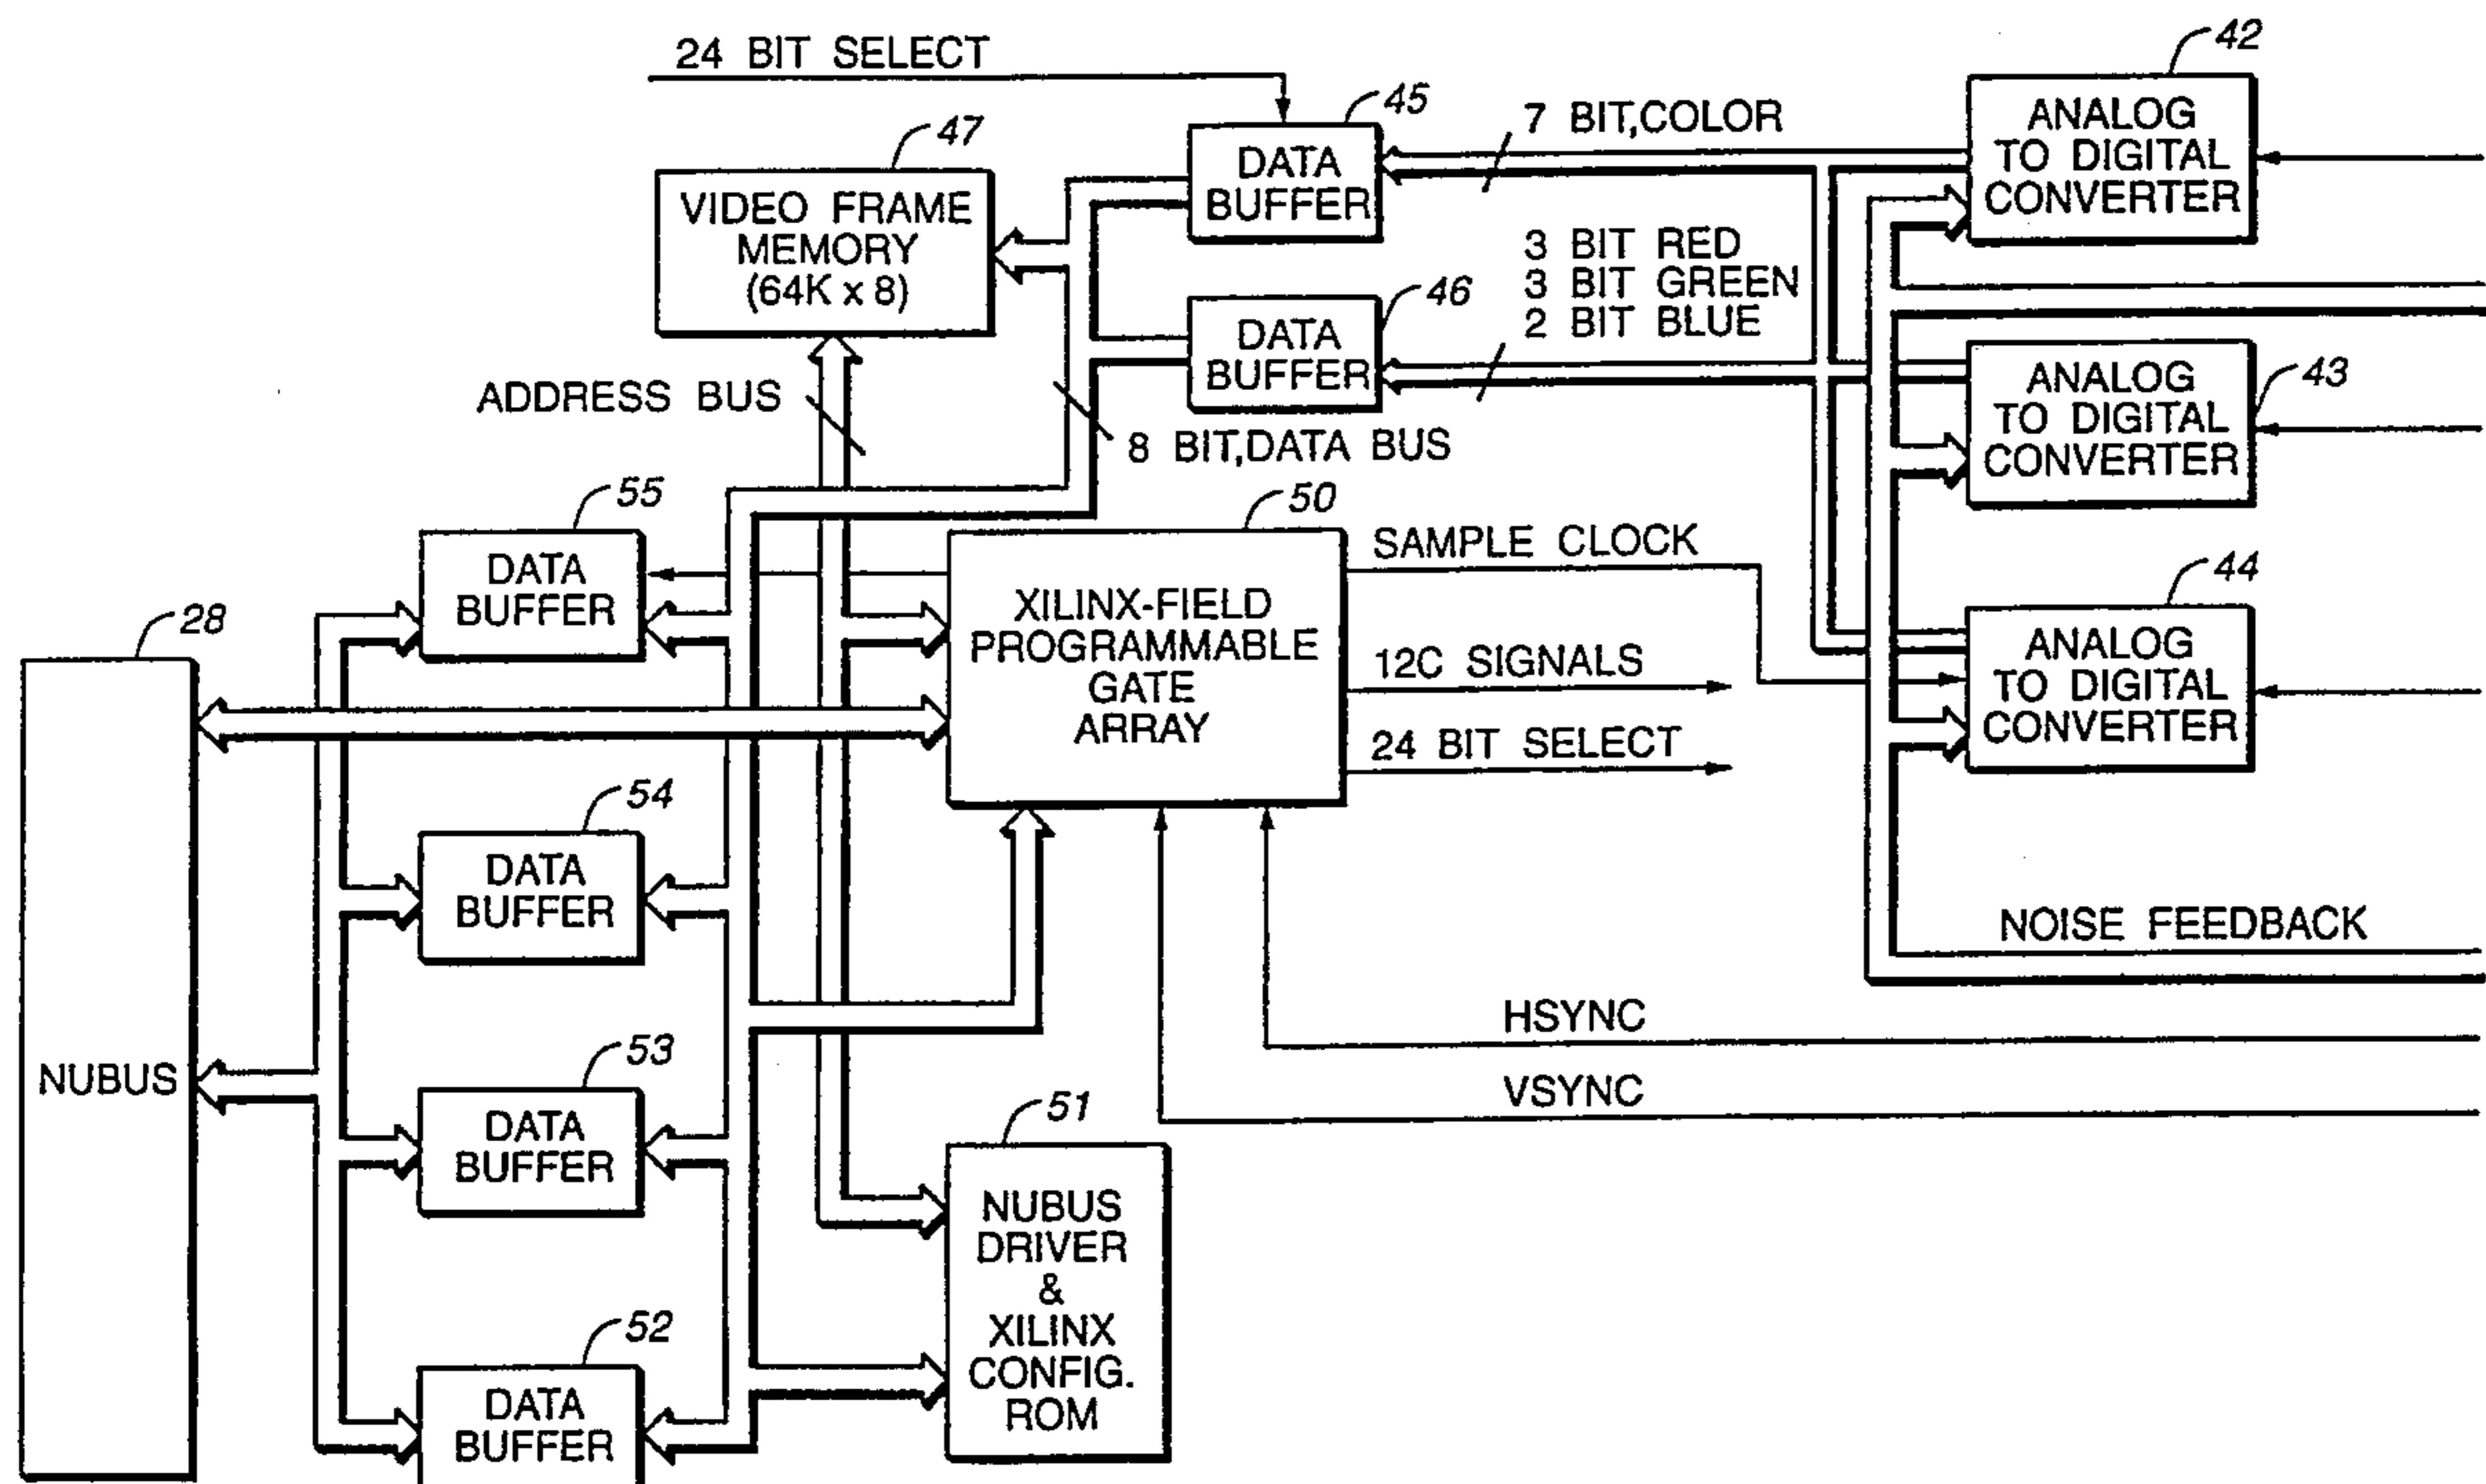 24 BIT SELECT
42
45
7 BIT,COLOR
ANALOG
TO DIGITAL
CONVERTER
47
DATA
BUFFER
VIDEO FRAME
MEMORY
(64K x 8)
3 BIT RED
3 BIT GREEN
2 BIT BLUE
46
DATA
BUFFER
43
ANALOG
TO DIGITAL
CONVERTER
ADDRESS BUS
8 BIT,DATA BUS
55
50
DATA
BUFFER
SAMPLE CLOCK
44
28
XILINX-FIELD
PROGRAMMABLE
GATE
ARRAY
12C SIGNALS
24 BIT SELECT
ANALOG
TO DIGITAL
CONVERTER
54
DATA
BUFFER
NOISE FEEDBACK
HSYNC
53
NUBUS
VSYNC
DATA
BUFFER
51
NUBUS
DRIVER
&
XILINX
CONFIG.
ROM
52
DATA
BUFFER